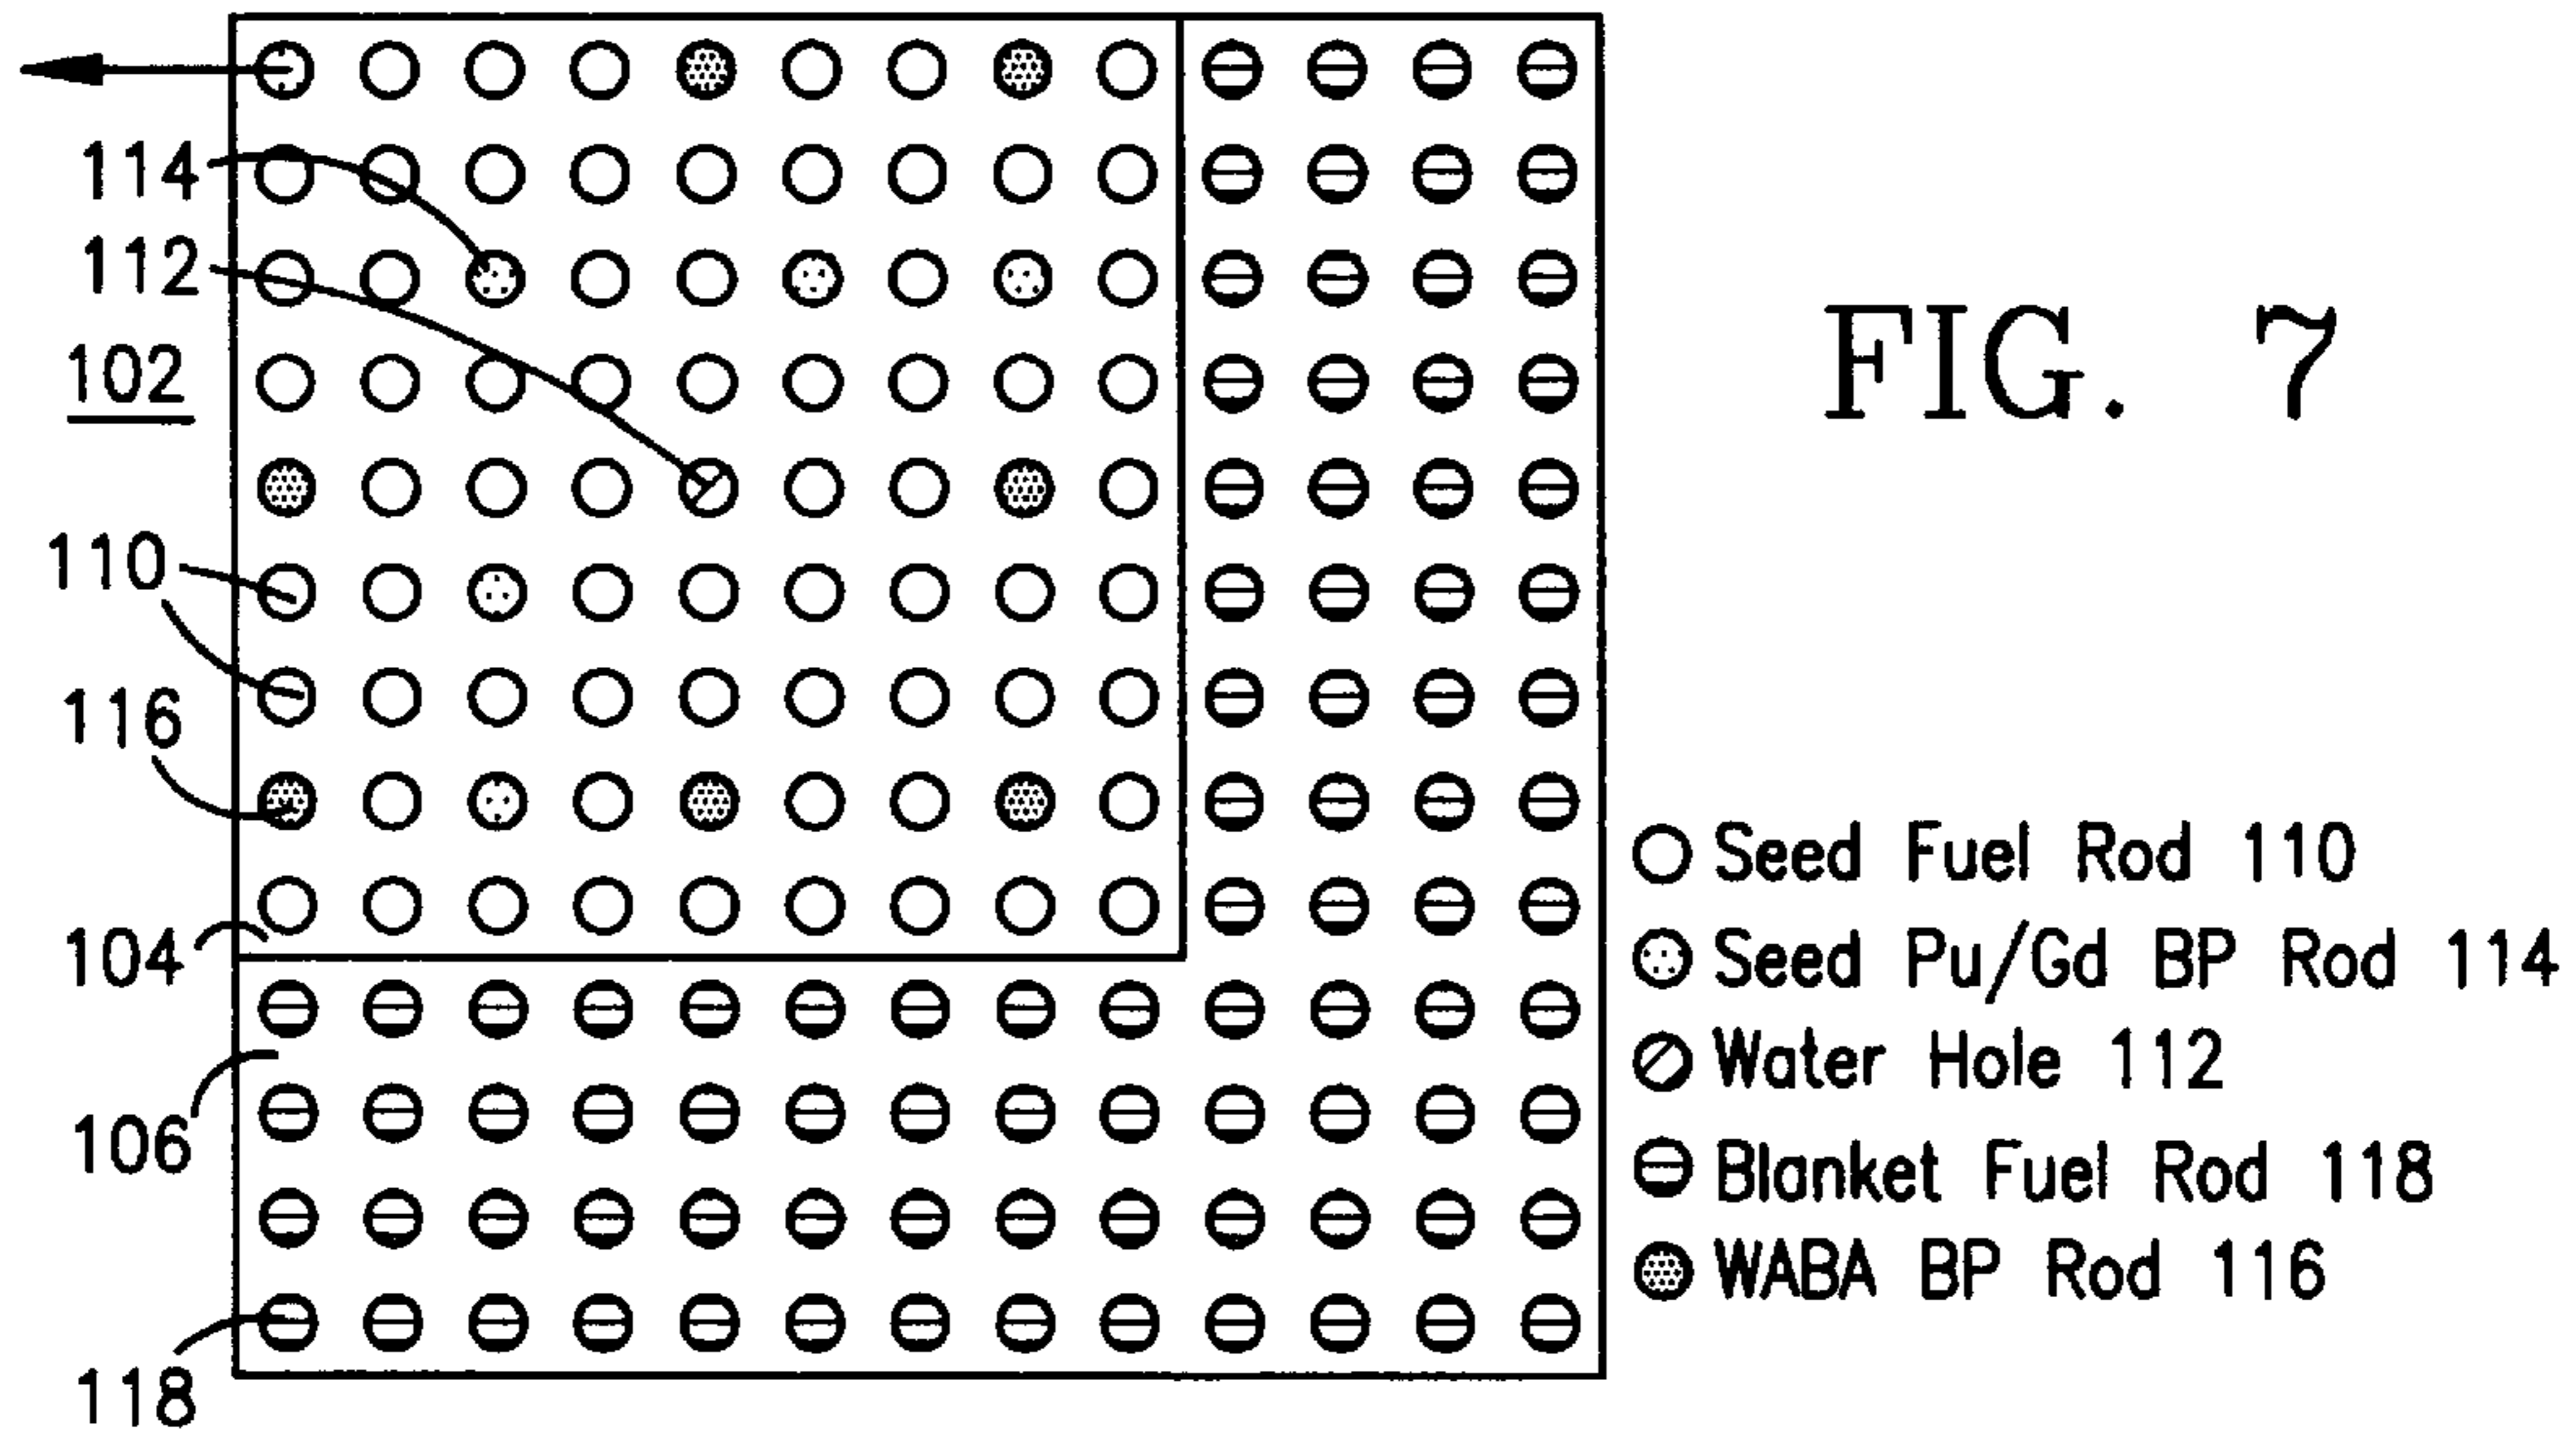 114
112
102
110
116
104
106
118
FIG. 7
Seed Fuel Rod 110
Seed Pu/Gd BP Rod 114
Water Hole 112
Blanket Fuel Rod 118
WABA BP Rod 116